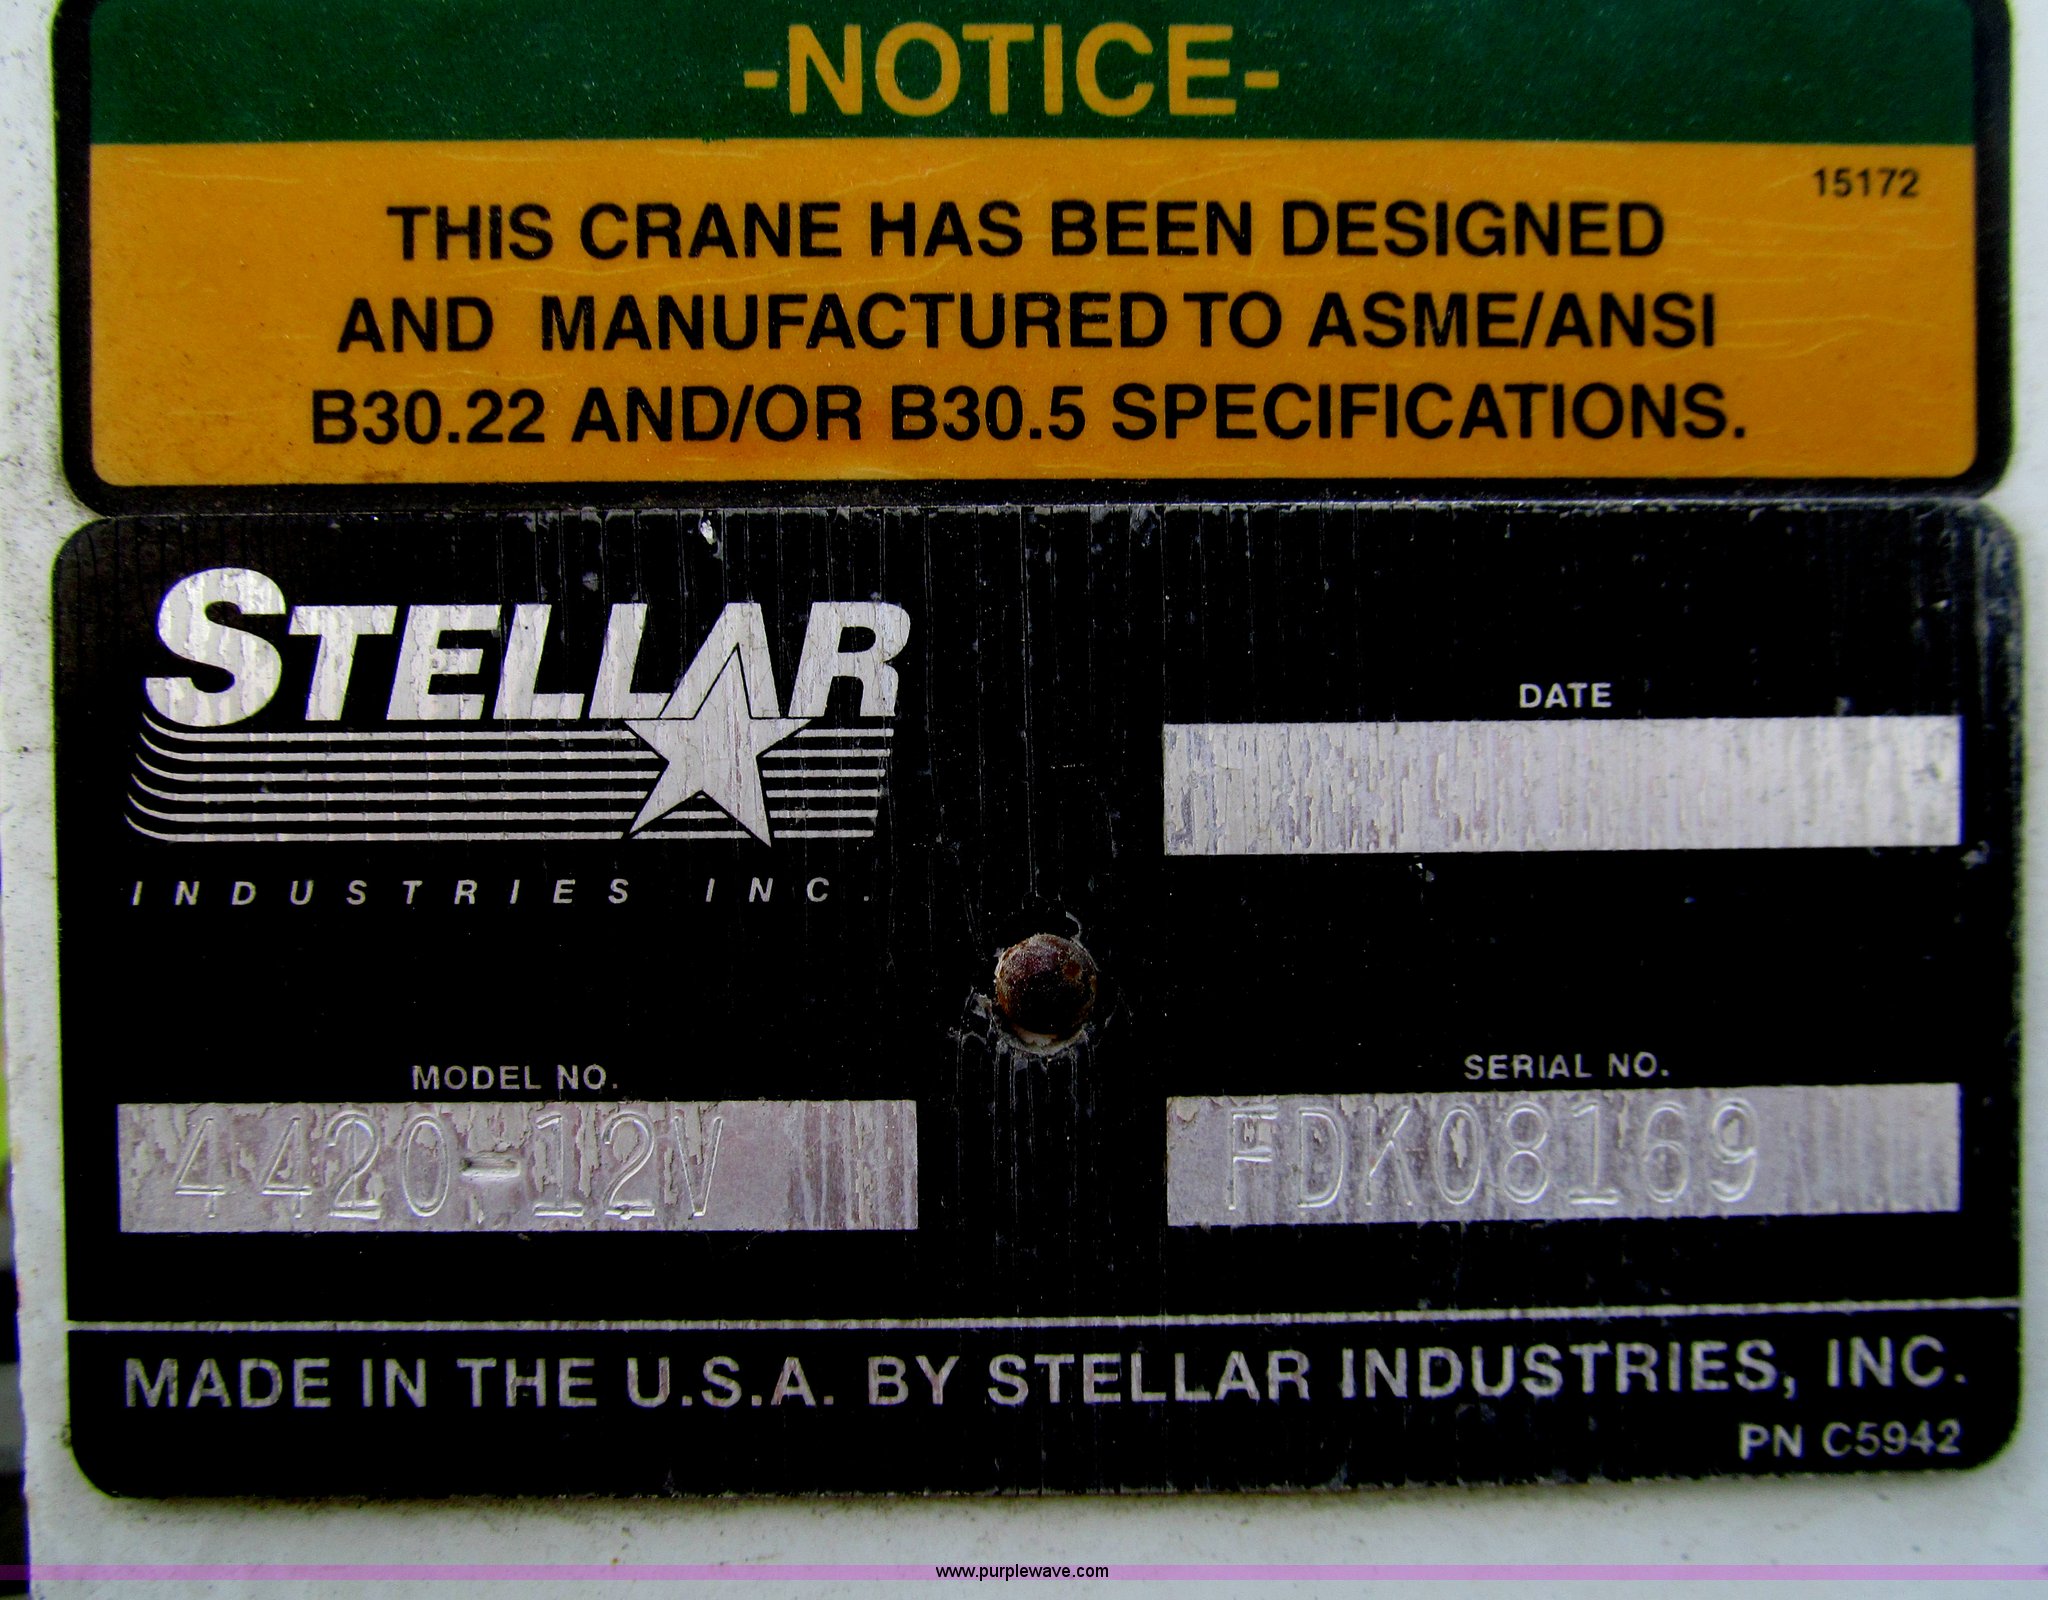 -NOTICE-
15172
THIS CRANE HAS BEEN DESIGNED
AND MANUFACTURED TO ASME/ANSI
B30.22 AND/OR B30.5 SPECIFICATIONS.
STELLAR
INDUSTRIES INC.
DATE
MODEL NO.
4420-12V
SERIAL NO.
FDK08169
MADE IN THE U.S.A. BY STELLAR INDUSTRIES, INC.
PN C5942
www.purplewave.com